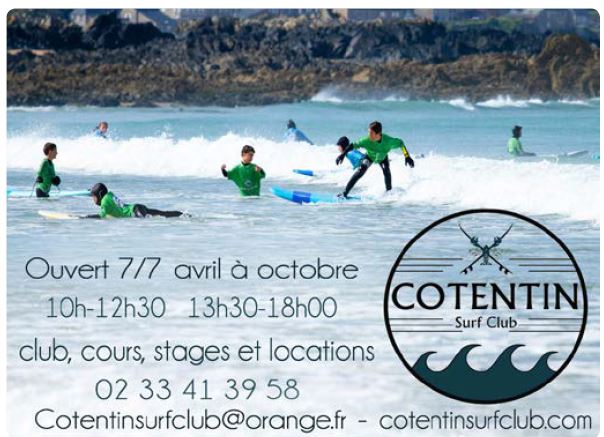 Ouvert 7/7 avril à octobre
10h-12h30 13h30-18h00
club, cours, stages et locations
02 33 41 39 58
Cotentinsurfclub@orange.fr - cotentinsurfclub.com
COTENTIN
Surf Club